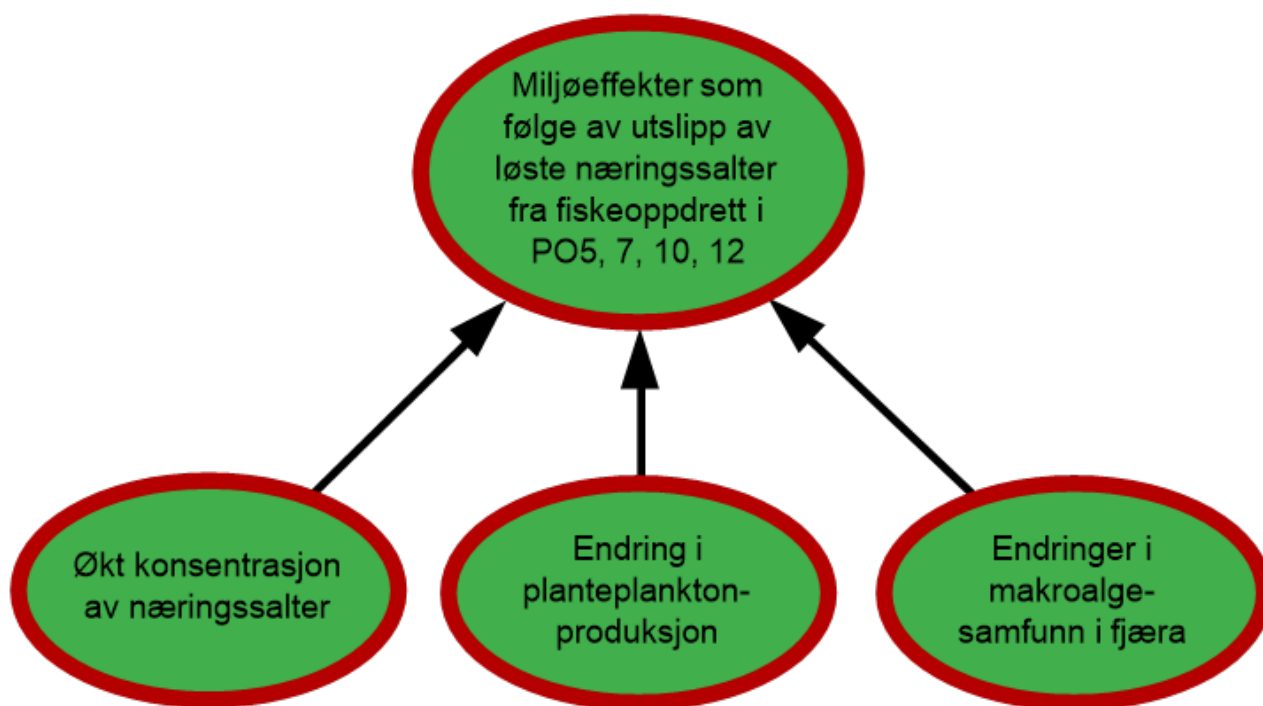 Miljøeffekter som
følge av utslipp av
løste næringssalter
fra fiskeoppdrett i
PO5, 7, 10, 12
Økt konsentrasjon
av næringssalter
Endring i
planteplankton-
produksjon
Endringer i
makroalge-
samfunn i fjæra